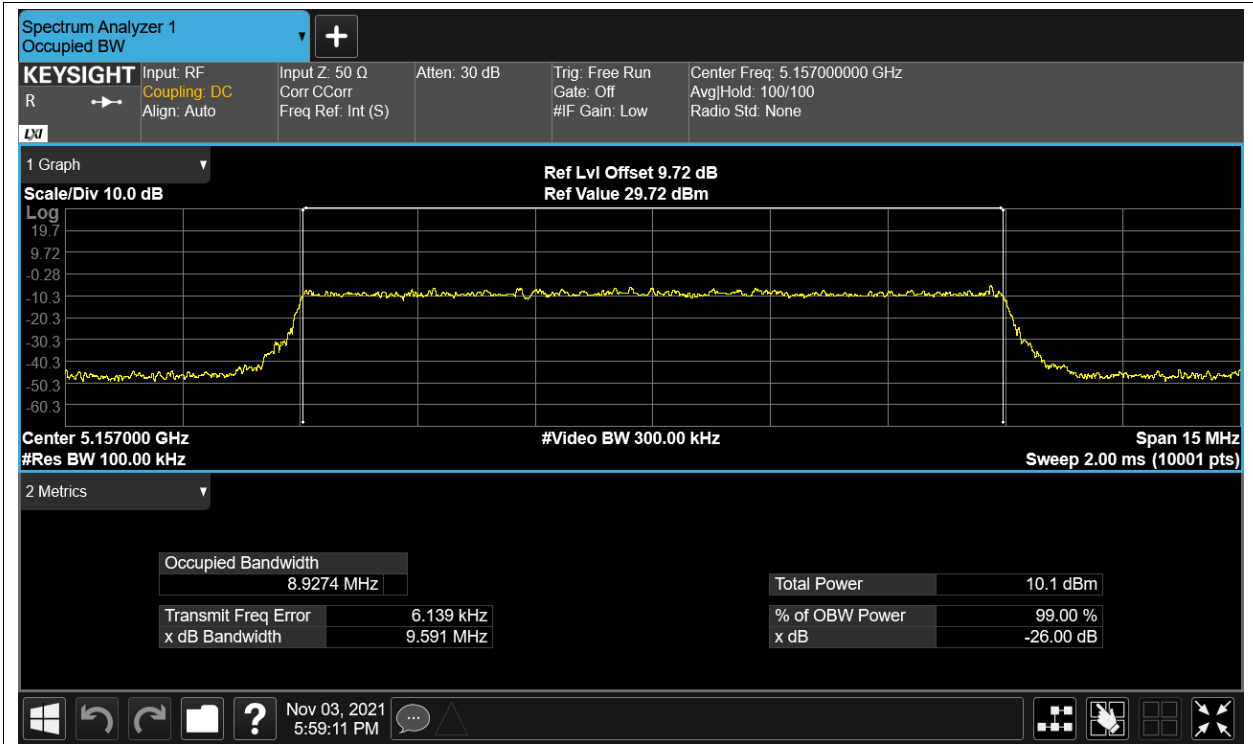 Spectrum Analyzer 1
Occupied BW
KEYSIGHT
R
LXI
Input: RF
Coupling: DC
Align: Auto
Input Z: 50 Ω
Corr CCorr
Freq Ref: Int (S)
Atten: 30 dB
Trig: Free Run
Gate: Off
#IF Gain: Low
Center Freq: 5.157000000 GHz
Avg|Hold: 100/100
Radio Std: None
1 Graph
Scale/Div 10.0 dB
Ref Lvl Offset 9.72 dB
Ref Value 29.72 dBm
Log
19.7
9.72
-0.28
-10.3
-20.3
-30.3
-40.3
-50.3
-60.3
Center 5.157000 GHz
#Video BW 300.00 kHz
Span 15 MHz
#Res BW 100.00 kHz
Sweep 2.00 ms (10001 pts)
2 Metrics
Occupied Bandwidth
8.9274 MHz
Total Power 10.1 dBm
Transmit Freq Error 6.139 kHz
% of OBW Power 99.00 %
x dB Bandwidth 9.591 MHz
x dB -26.00 dB
?
Nov 03, 2021
5:59:11 PM